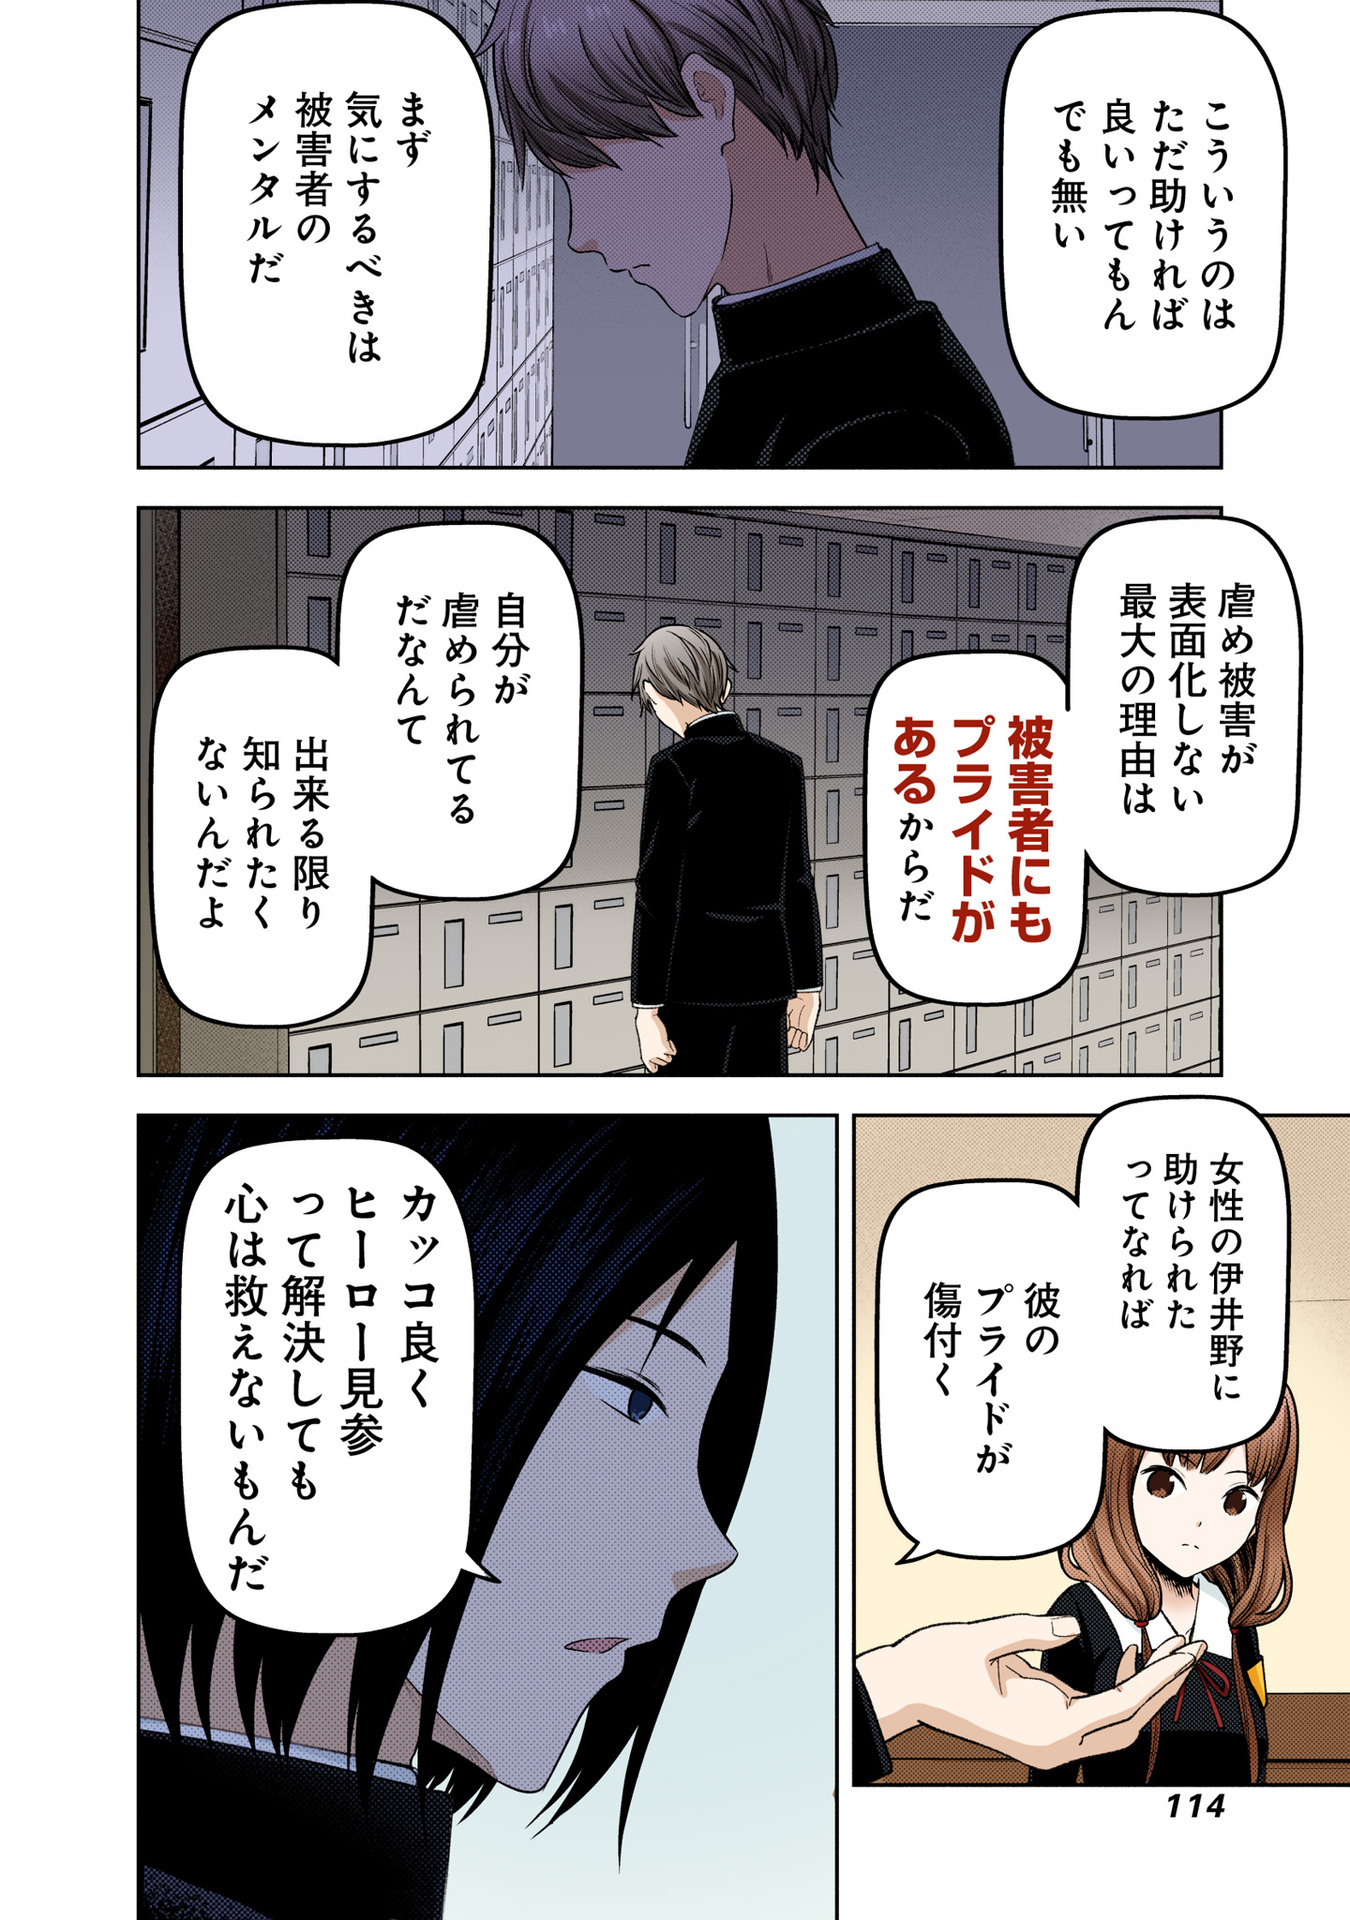 こういうのは
ただ助ければ
良いってもん
でも無い
まず
気にするべきは
被害者の
メンタルだ
虐め被害が
表面化しない
最大の理由は
被害者にも
プライドが
あるからだ
自分が
虐められてる
だなんて
出来る限り
知られたく
ないんだよ
女性の伊井野に
助けられた
ってなれば
彼の
プライドが
傷付く
カッコ良く
ヒーロー見参
って解決しても
心は救えないもんだ
114